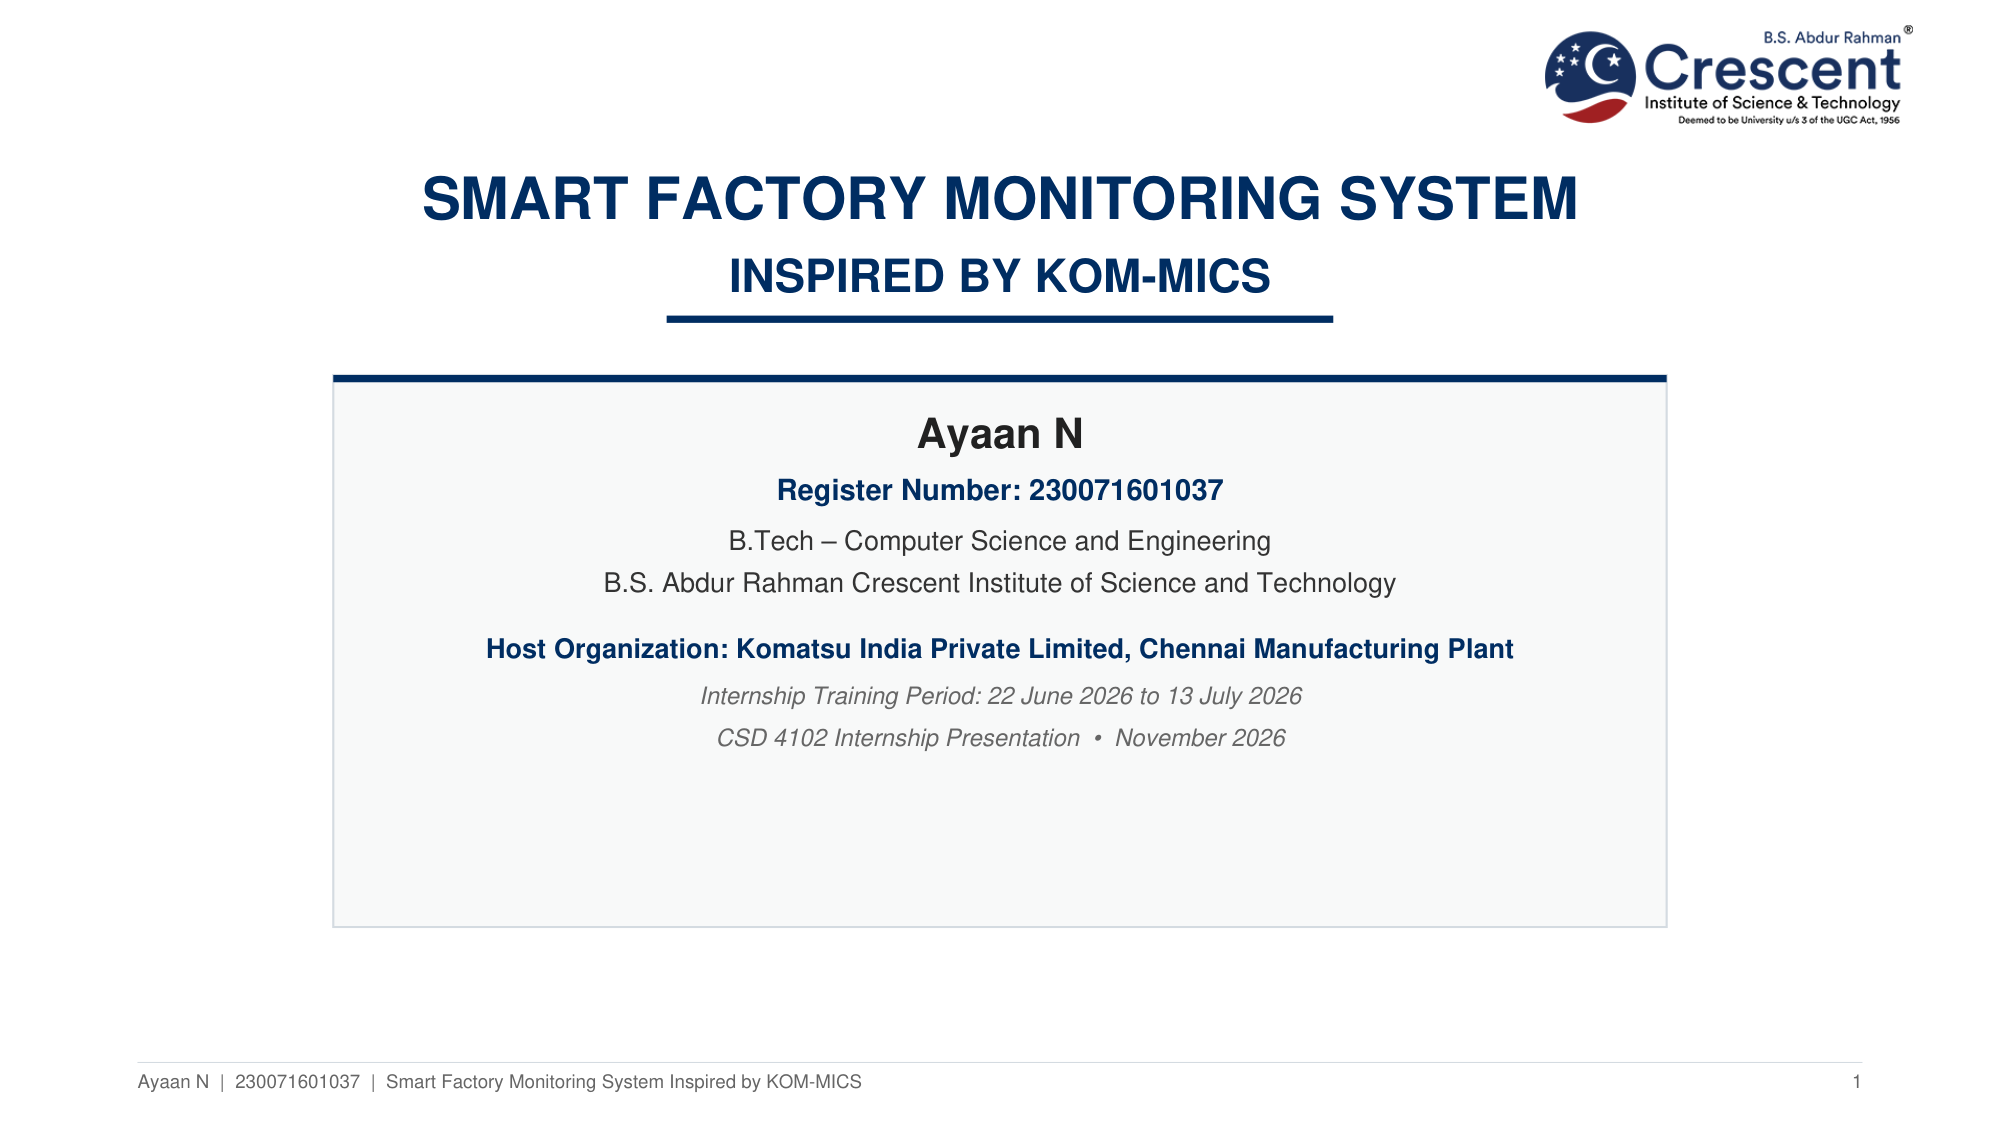 B.S. Abdur Rahman®
Crescent
Institute of Science & Technology
Deemed to be University u/s 3 of the UGC Act, 1956
SMART FACTORY MONITORING SYSTEM
INSPIRED BY KOM-MICS
Ayaan N
Register Number: 230071601037
B.Tech – Computer Science and Engineering
B.S. Abdur Rahman Crescent Institute of Science and Technology
Host Organization: Komatsu India Private Limited, Chennai Manufacturing Plant
Internship Training Period: 22 June 2026 to 13 July 2026
CSD 4102 Internship Presentation • November 2026
Ayaan N | 230071601037 | Smart Factory Monitoring System Inspired by KOM-MICS 1